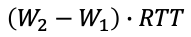 (W₂ − W₁) · RTT